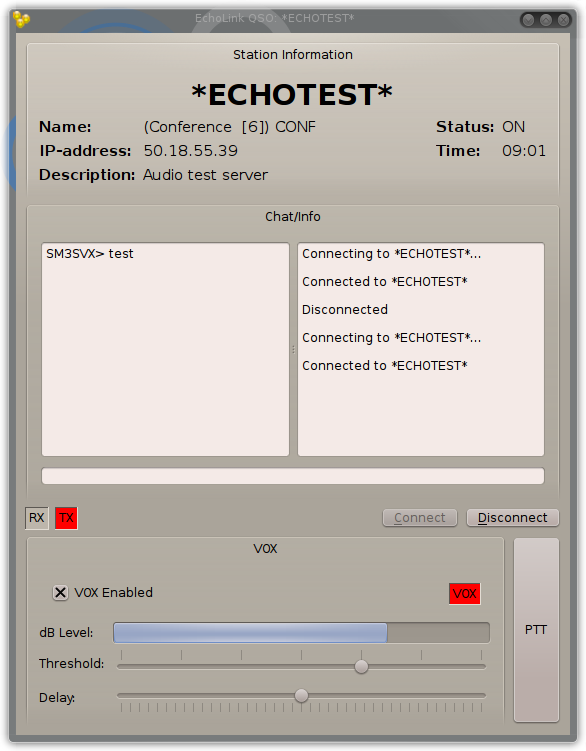 EchoLink QSO: *ECHOTEST*
Station Information
*ECHOTEST*
Name: (Conference [6]) CONF Status: ON
IP-address: 50.18.55.39 Time: 09:01
Description: Audio test server
Chat/Info
SM3SVX> test
Connecting to *ECHOTEST*...
Connected to *ECHOTEST*
Disconnected
Connecting to *ECHOTEST*...
Connected to *ECHOTEST*
RX TX Connect Disconnect
VOX
VOX Enabled VOX
dB Level:
Threshold:
Delay:
PTT